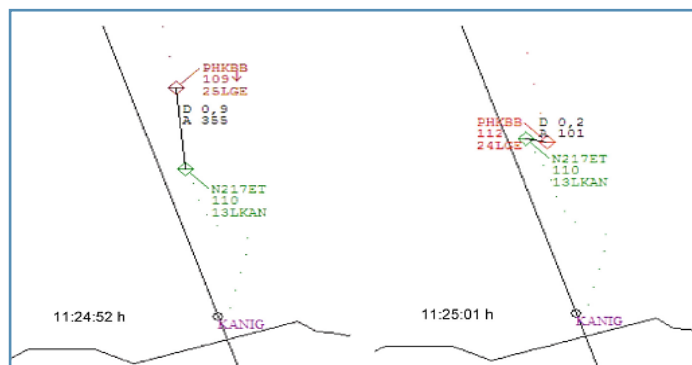 PHKBB
109
25LGE
D 0,9
A 355
N217ET
110
13LKAN
11:24:52 h
KANIG
PHKBB
112
24LGE
D 0,2
A 101
N217ET
110
13LKAN
11:25:01 h
KANIG